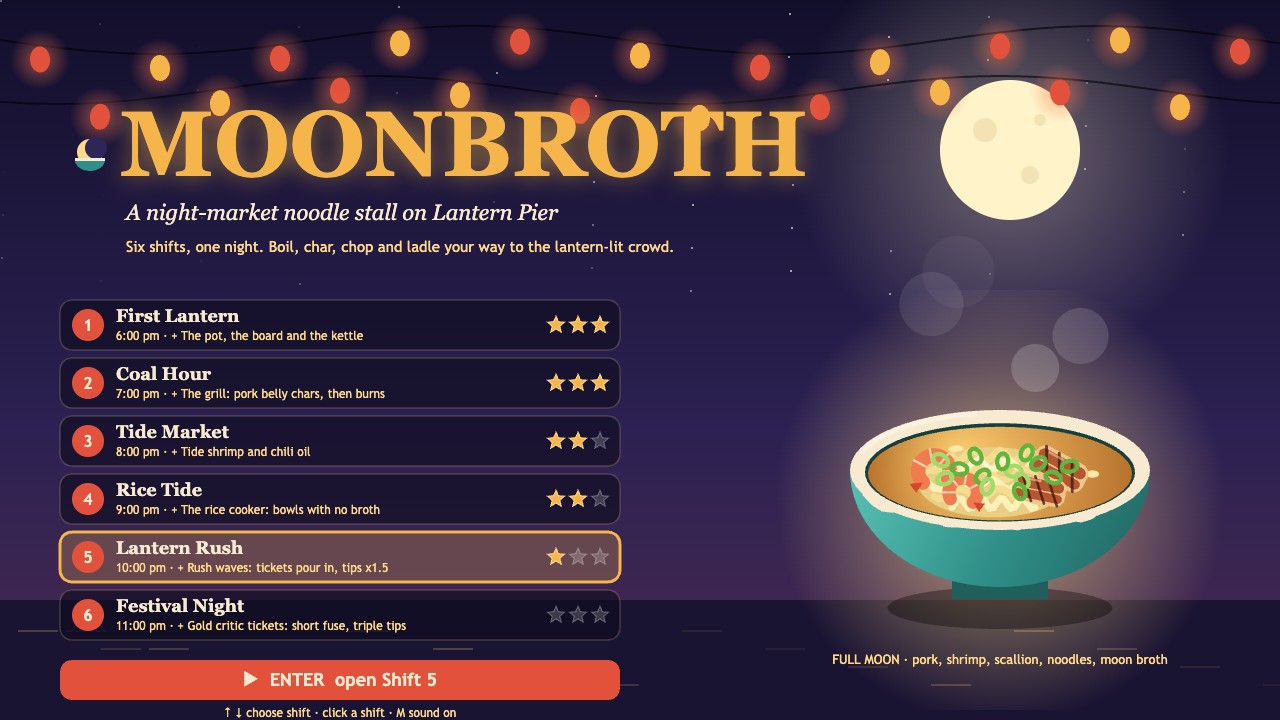 MOONBROTH
A night-market noodle stall on Lantern Pier
Six shifts, one night. Boil, char, chop and ladle your way to the lantern-lit crowd.
1 First Lantern
6:00 pm · + The pot, the board and the kettle
2 Coal Hour
7:00 pm · + The grill: pork belly chars, then burns
3 Tide Market
8:00 pm · + Tide shrimp and chili oil
4 Rice Tide
9:00 pm · + The rice cooker: bowls with no broth
5 Lantern Rush
10:00 pm · + Rush waves: tickets pour in, tips x1.5
6 Festival Night
11:00 pm · + Gold critic tickets: short fuse, triple tips
FULL MOON · pork, shrimp, scallion, noodles, moon broth
▶ ENTER open Shift 5
↑ ↓ choose shift · click a shift · M sound on